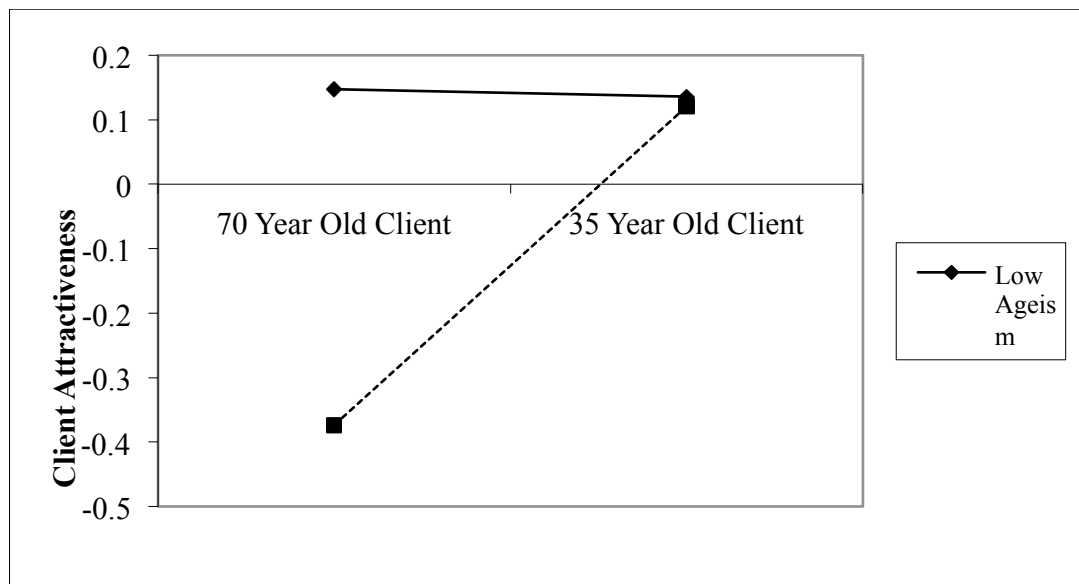 0.2
0.1
0
-0.1
-0.2
-0.3
-0.4
-0.5
Client Attractiveness
70 Year Old Client
35 Year Old Client
Low
Ageis
m